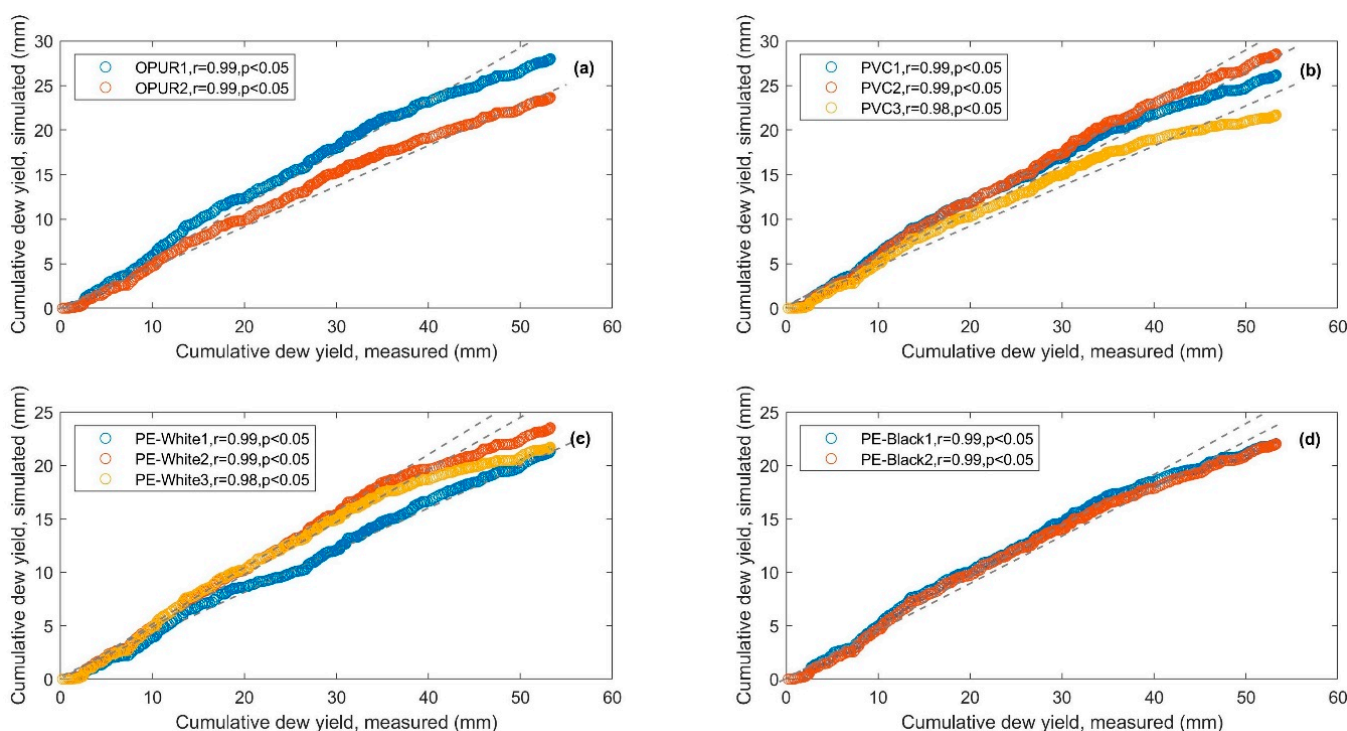 Cumulative dew yield, simulated (mm)
30
25
20
15
10
5
0
OPUR1,r=0.99,p<0.05
OPUR2,r=0.99,p<0.05
(a)
0 10 20 30 40 50 60
Cumulative dew yield, measured (mm)
Cumulative dew yield, simulated (mm)
30
25
20
15
10
5
0
PVC1,r=0.99,p<0.05
PVC2,r=0.99,p<0.05
PVC3,r=0.98,p<0.05
(b)
0 10 20 30 40 50 60
Cumulative dew yield, measured (mm)
Cumulative dew yield, simulated (mm)
25
20
15
10
5
0
PE-White1,r=0.99,p<0.05
PE-White2,r=0.99,p<0.05
PE-White3,r=0.98,p<0.05
(c)
0 10 20 30 40 50 60
Cumulative dew yield, measured (mm)
Cumulative dew yield, simulated (mm)
25
20
15
10
5
0
PE-Black1,r=0.99,p<0.05
PE-Black2,r=0.99,p<0.05
(d)
0 10 20 30 40 50 60
Cumulative dew yield, measured (mm)